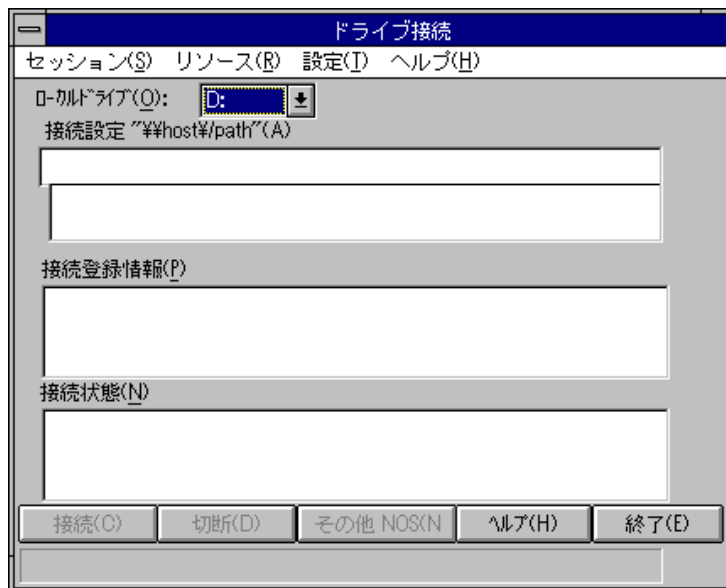 ドライブ接続
セッション(S) リソース(R) 設定(T) ヘルプ(H)
ﾛｰｶﾙﾄﾞﾗｲﾌﾞ(O): D:
接続設定 "¥¥host¥/path"(A)
接続登録情報(P)
接続状態(N)
接続(C) 切断(D) その他 NOS(N ﾍﾙﾌﾟ(H) 終了(E)